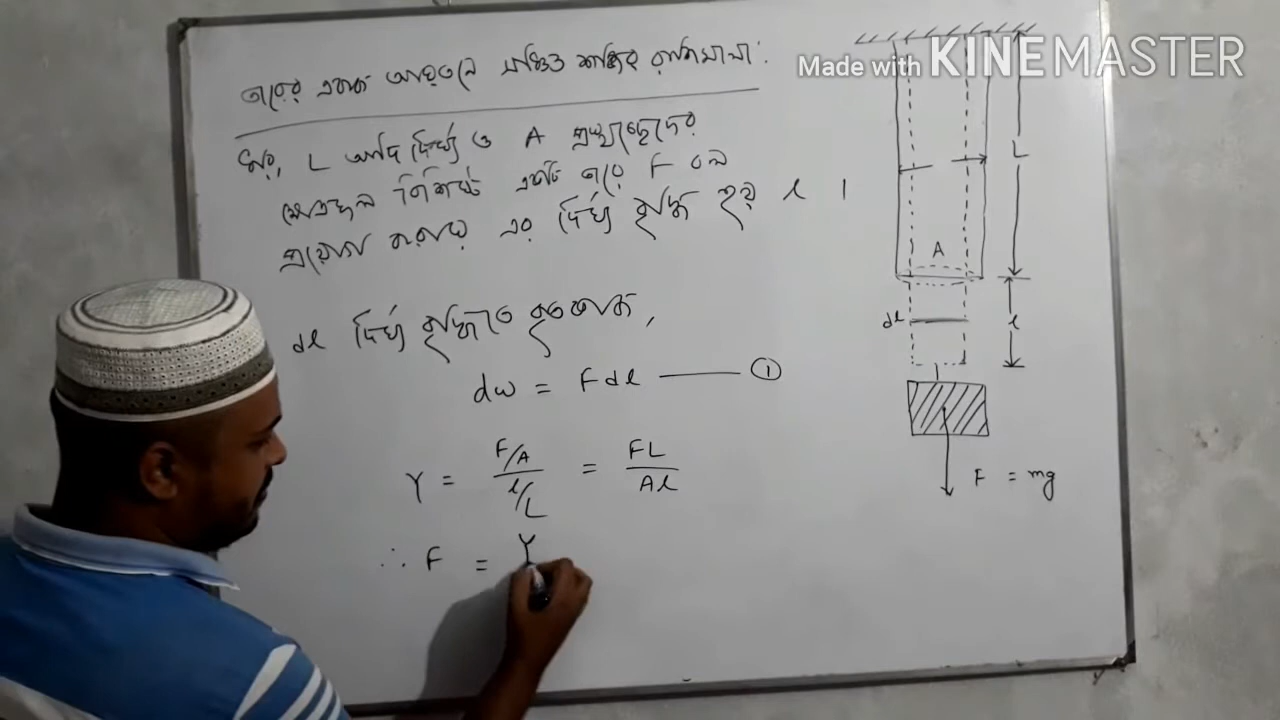 তারের একক আয়তনে সঞ্চিত শক্তির রাশিমালা :
ধর, L আদি দৈর্ঘ্য ও A প্রস্থচ্ছেদের
ক্ষেত্রফল বিশিষ্ট একটি তারে F বল
প্রয়োগ করায় এর দৈর্ঘ্য বৃদ্ধি হয় l ।
dl দৈর্ঘ্য বৃদ্ধিতে কৃতকাজ,
dw = Fdl ——— ①
Y = F/A / l/L = FL / Al
∴ F = Y
Made with KINEMASTER
L
A
dl
l
F = mg